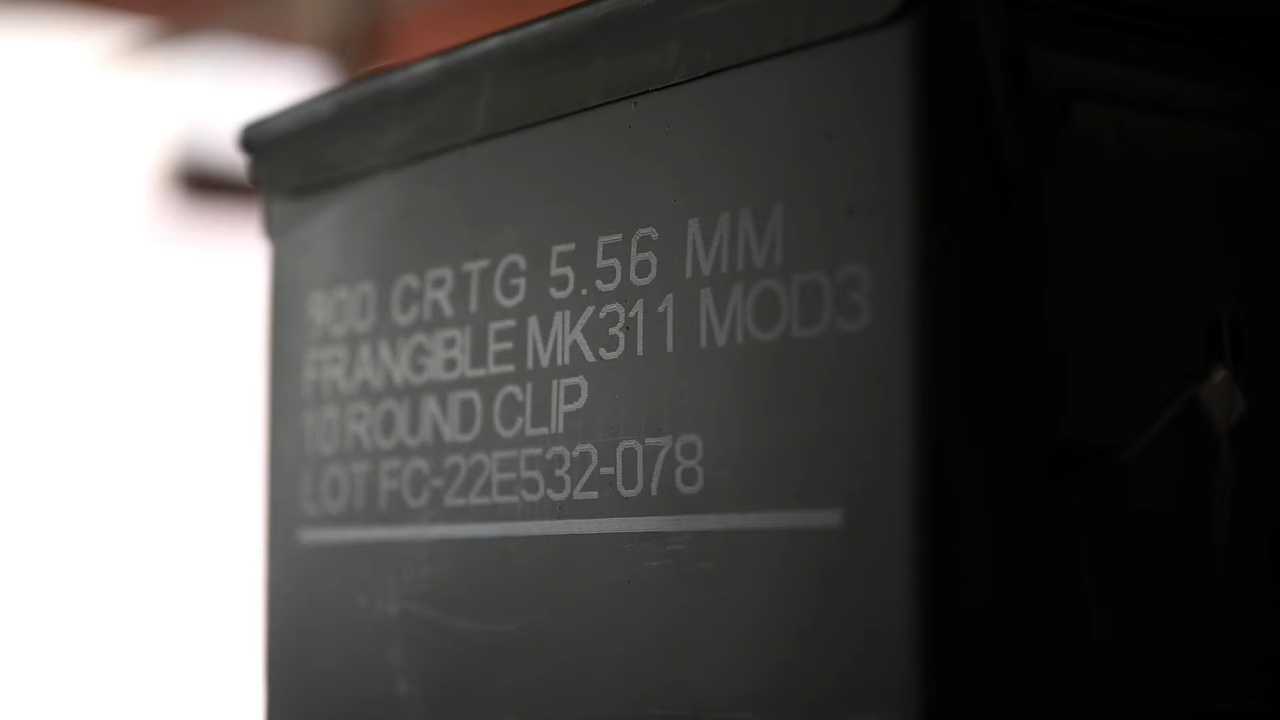 900 CRTG 5.56 MM
FRANGIBLE MK311 MOD3
10 ROUND CLIP
LOT FC-22E532-078